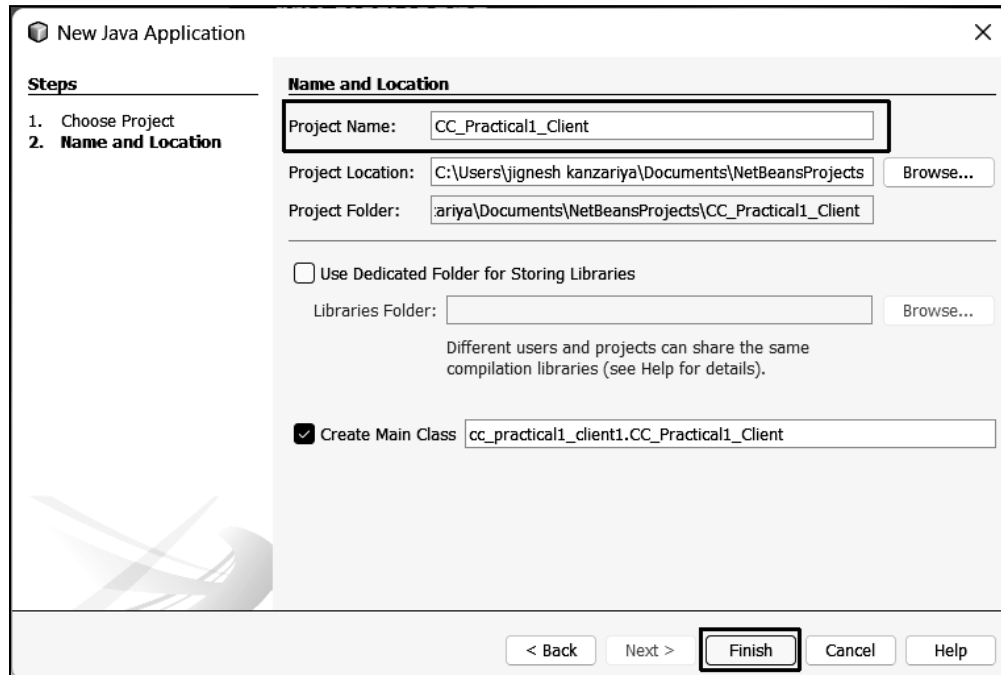 New Java Application
Steps
1. Choose Project
2. Name and Location
Name and Location
Project Name: CC_Practical1_Client
Project Location: C:\Users\jignesh kanzariya\Documents\NetBeansProjects Browse...
Project Folder: zariya\Documents\NetBeansProjects\CC_Practical1_Client
Use Dedicated Folder for Storing Libraries
Libraries Folder: Browse...
Different users and projects can share the same
compilation libraries (see Help for details).
Create Main Class cc_practical1_client1.CC_Practical1_Client
< Back Next > Finish Cancel Help